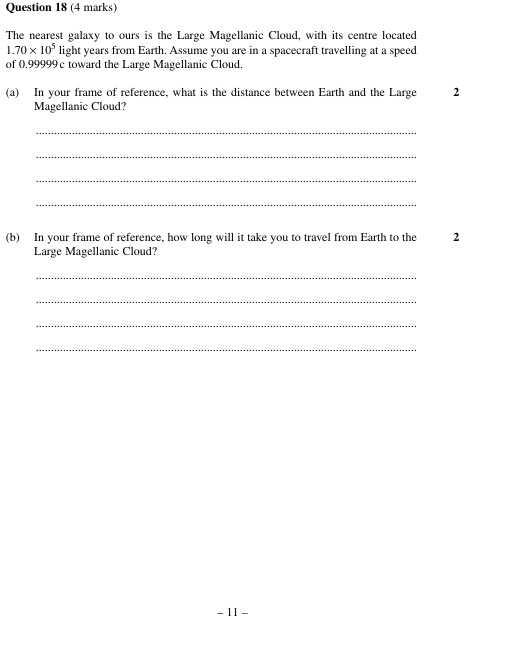 Question 18 (4 marks)
The nearest galaxy to ours is the Large Magellanic Cloud, with its centre located
1.70 × 10⁵ light years from Earth. Assume you are in a spacecraft travelling at a speed
of 0.99999 c toward the Large Magellanic Cloud.
(a) In your frame of reference, what is the distance between Earth and the Large 2
Magellanic Cloud?
(b) In your frame of reference, how long will it take you to travel from Earth to the 2
Large Magellanic Cloud?
– 11 –